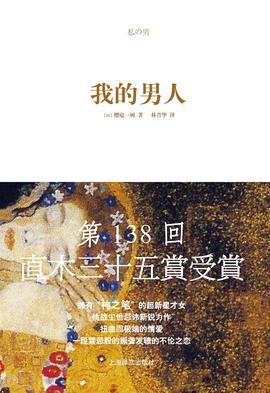 私の男
我的男人
[日] 樱庭一树 著 林青华 译
第138回
直木三十五賞受賞
拥有“神之笔”的超新星才女
挑战尘世忌讳新锐力作
扭曲而极端的情爱
一段禁忌般的振聋发聩的不伦之恋
上海译文出版社